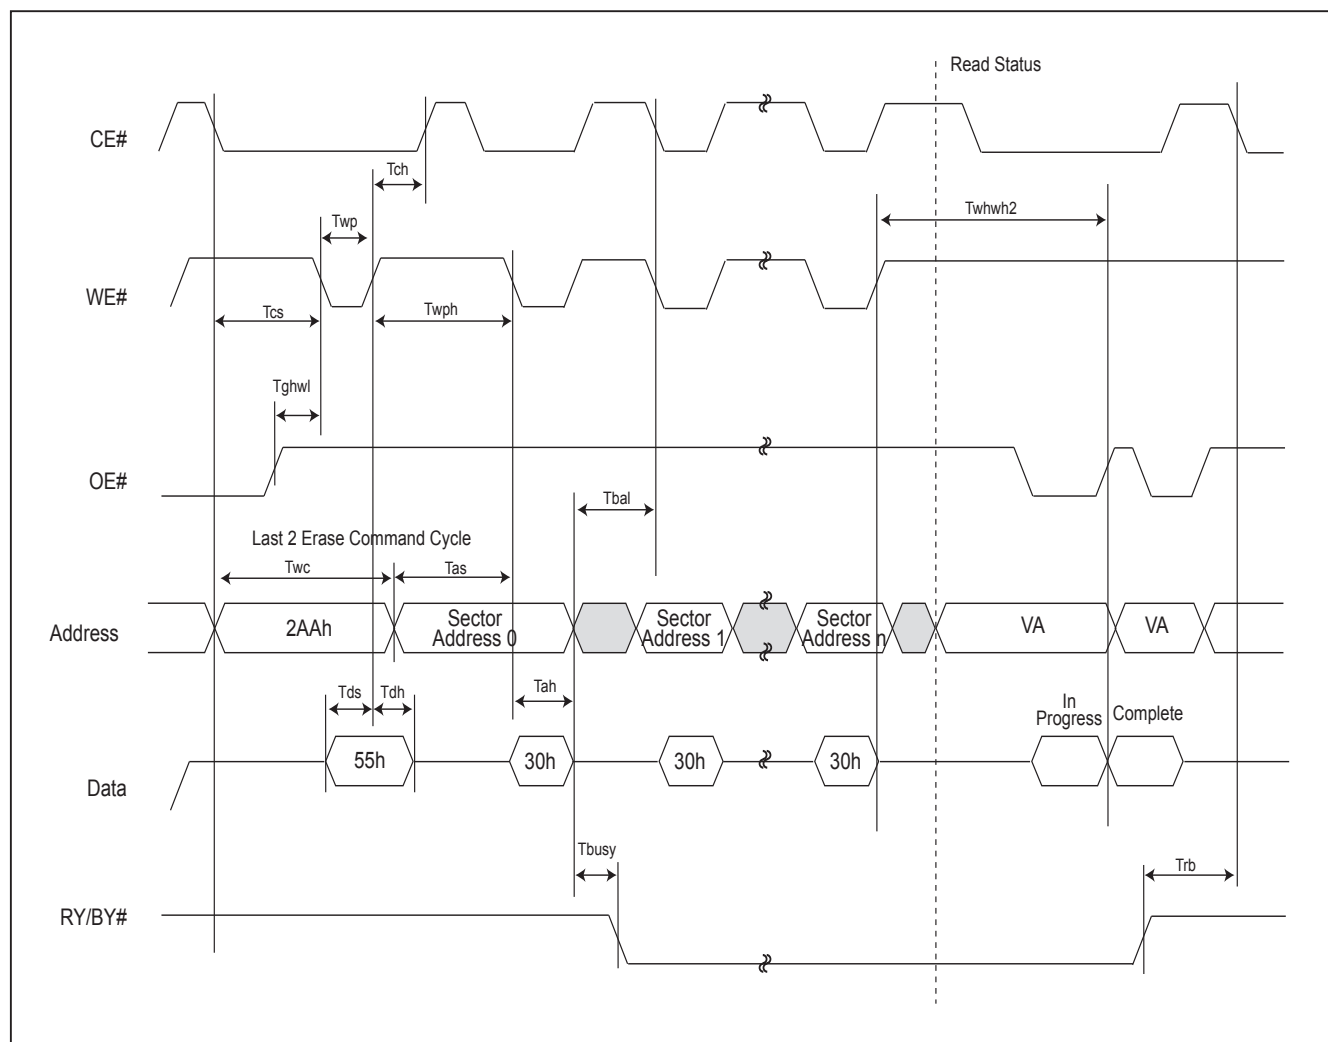 Read Status
CE#
Tch
Twhwh2
Twp
WE#
Tcs
Twph
Tghwl
OE#
Tbal
Last 2 Erase Command Cycle
Twc
Tas
Address
2AAh
Sector
Address 0
Sector
Address 1
Sector
Address n
VA
VA
Tds
Tdh
Tah
In
Progress
Complete
Data
55h
30h
30h
30h
Tbusy
Trb
RY/BY#